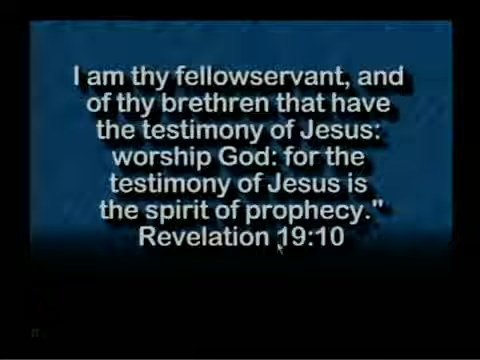 I am thy fellowservant, and
of thy brethren that have
the testimony of Jesus:
worship God: for the
testimony of Jesus is
the spirit of prophecy."
Revelation 19:10